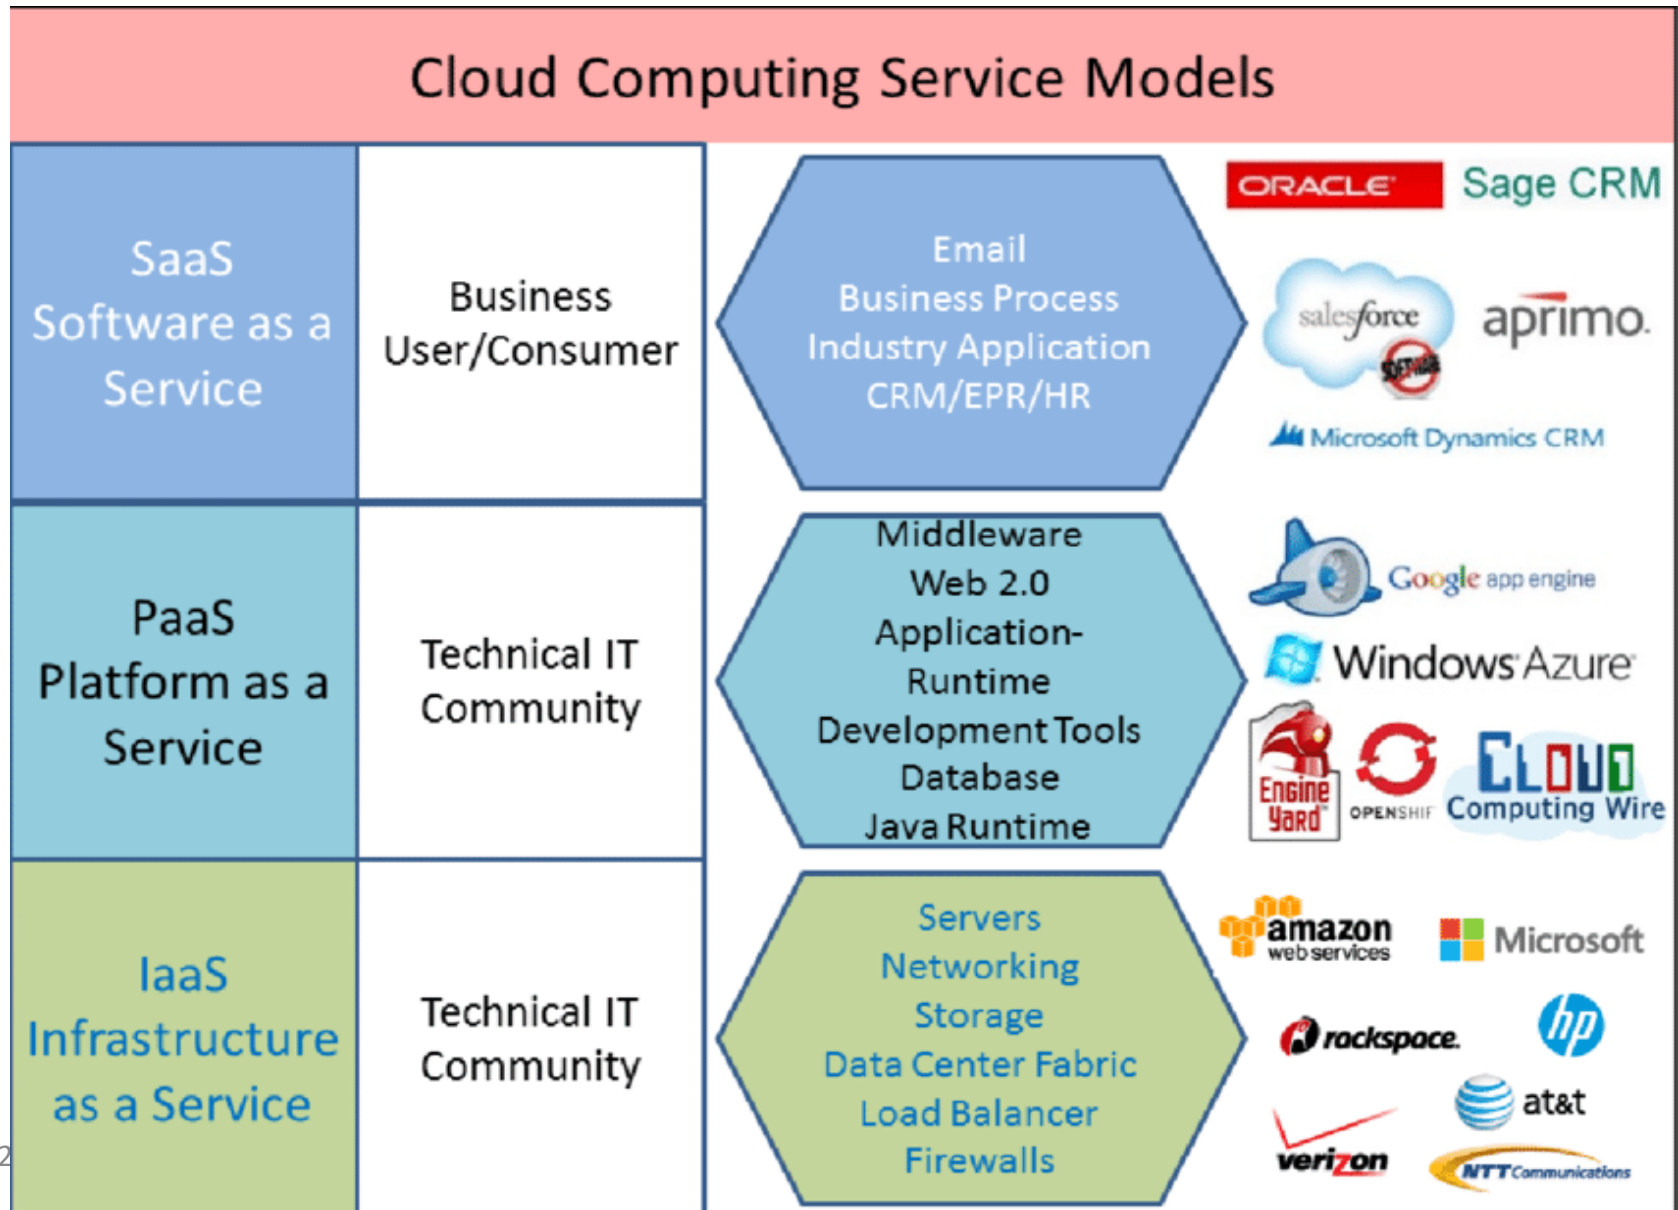 Cloud Computing Service Models
SaaS
Software as a
Service
Business
User/Consumer
Email
Business Process
Industry Application
CRM/EPR/HR
ORACLE
Sage CRM
salesforce
SOFTWARE
aprimo.
Microsoft Dynamics CRM
PaaS
Platform as a
Service
Technical IT
Community
Middleware
Web 2.0
Application-
Runtime
Development Tools
Database
Java Runtime
Google app engine
Windows Azure
Engine
Yard
OPENSHIF
CLOUD
Computing Wire
IaaS
Infrastructure
as a Service
Technical IT
Community
Servers
Networking
Storage
Data Center Fabric
Load Balancer
Firewalls
amazon
web services
Microsoft
rackspace.
hp
at&t
verizon
NTT Communications
2